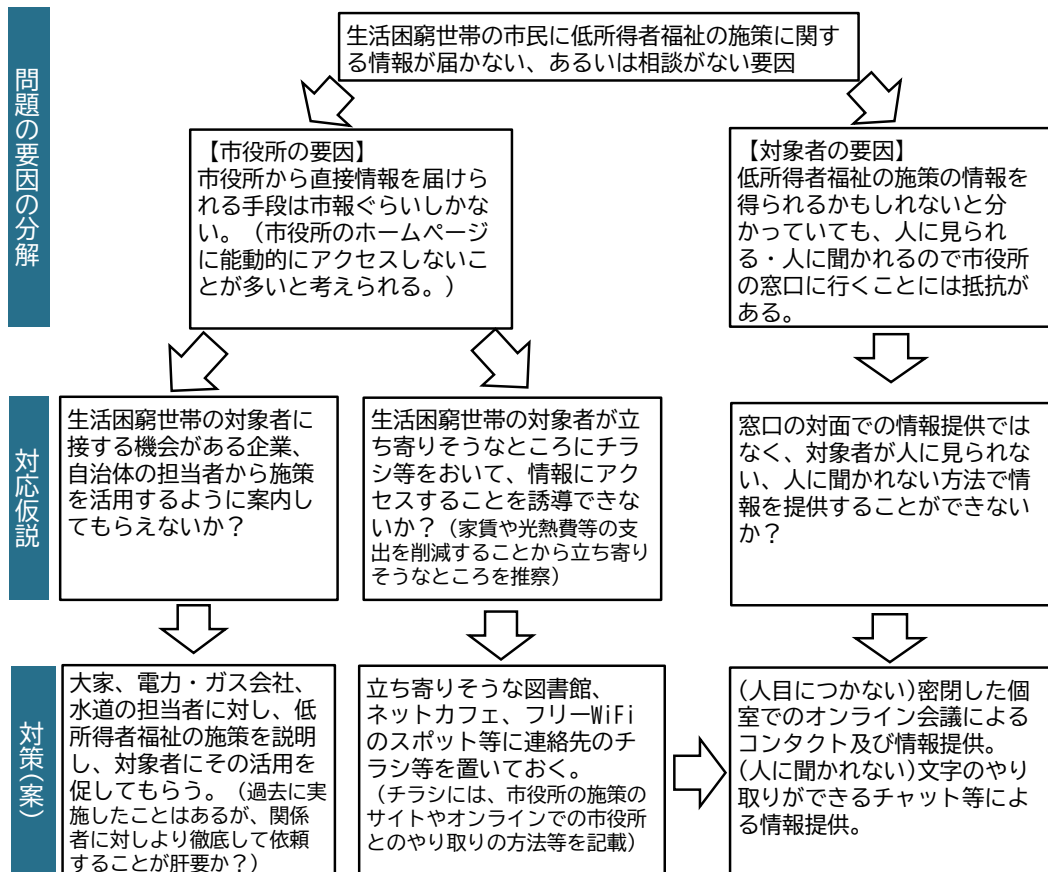 問題の要因の分解
生活困窮世帯の市民に低所得者福祉の施策に関す
る情報が届かない、あるいは相談がない要因
【市役所の要因】
市役所から直接情報を届けら
れる手段は市報ぐらいしかな
い。（市役所のホームページ
に能動的にアクセスしないこ
とが多いと考えられる。）
【対象者の要因】
低所得者福祉の施策の情報を
得られるかもしれないと分
かっていても、人に見られ
る・人に聞かれるので市役所
の窓口に行くことには抵抗が
ある。
対応仮説
生活困窮世帯の対象者に
接する機会がある企業、
自治体の担当者から施策
を活用するように案内し
てもらえないか？
生活困窮世帯の対象者が立
ち寄りそうなところにチラ
シ等をおいて、情報にアク
セスすることを誘導できな
いか？（家賃や光熱費等の支
出を削減することから立ち寄り
そうなところを推察）
窓口の対面での情報提供では
なく、対象者が人に見られな
い、人に聞かれない方法で情
報を提供することができない
か？
対策(案)
大家、電力・ガス会社、
水道の担当者に対し、低
所得者福祉の施策を説明
し、対象者にその活用を
促してもらう。（過去に実
施したことはあるが、関係
者に対しより徹底して依頼
することが肝要か？）
立ち寄りそうな図書館、
ネットカフェ、フリーWiFi
のスポット等に連絡先のチ
ラシ等を置いておく。
（チラシには、市役所の施策の
サイトやオンラインでの市役所
とのやり取りの方法等を記載）
(人目につかない)密閉した個
室でのオンライン会議による
コンタクト及び情報提供。
(人に聞かれない)文字のやり
取りができるチャット等によ
る情報提供。